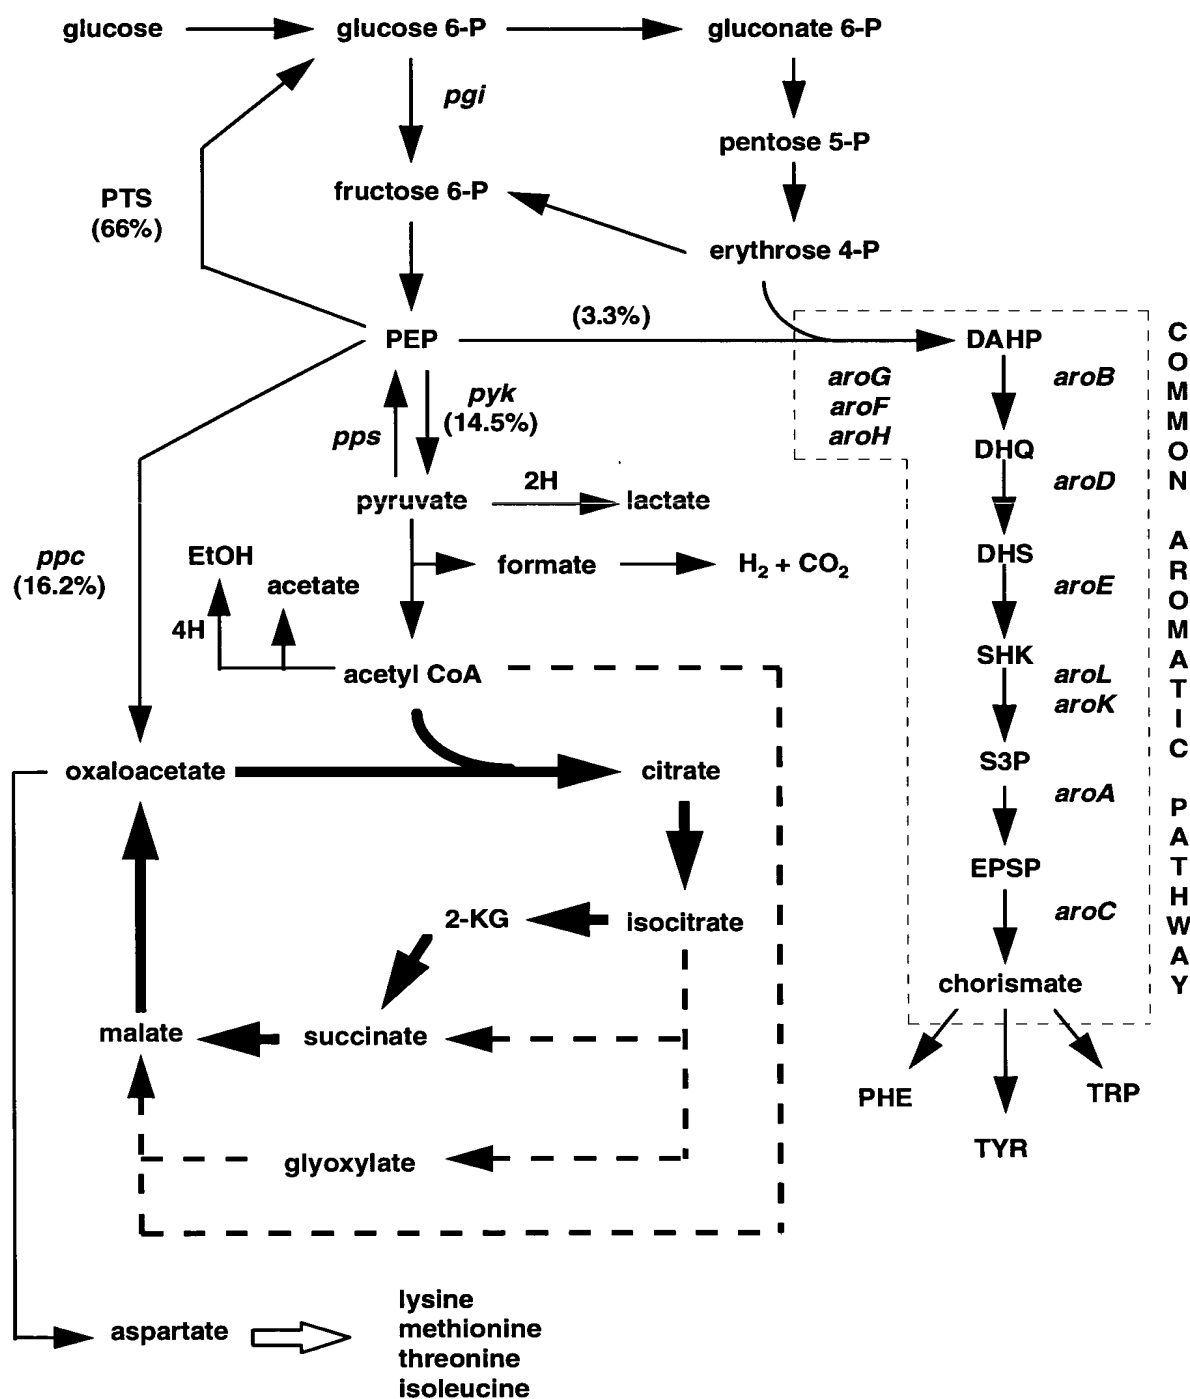 glucose
glucose 6-P
gluconate 6-P
pgi
pentose 5-P
PTS
(66%)
fructose 6-P
erythrose 4-P
(3.3%)
PEP
DAHP
aroG
aroF
aroH
aroB
pyk
(14.5%)
pps
DHQ
aroD
pyruvate
2H
lactate
ppc
(16.2%)
EtOH
acetate
4H
formate
H₂ + CO₂
DHS
aroE
SHK
aroL
aroK
acetyl CoA
oxaloacetate
citrate
S3P
aroA
EPSP
aroC
2-KG
isocitrate
chorismate
malate
succinate
glyoxylate
PHE
TYR
TRP
COMMON AROMATIC PATHWAY
aspartate
lysine
methionine
threonine
isoleucine